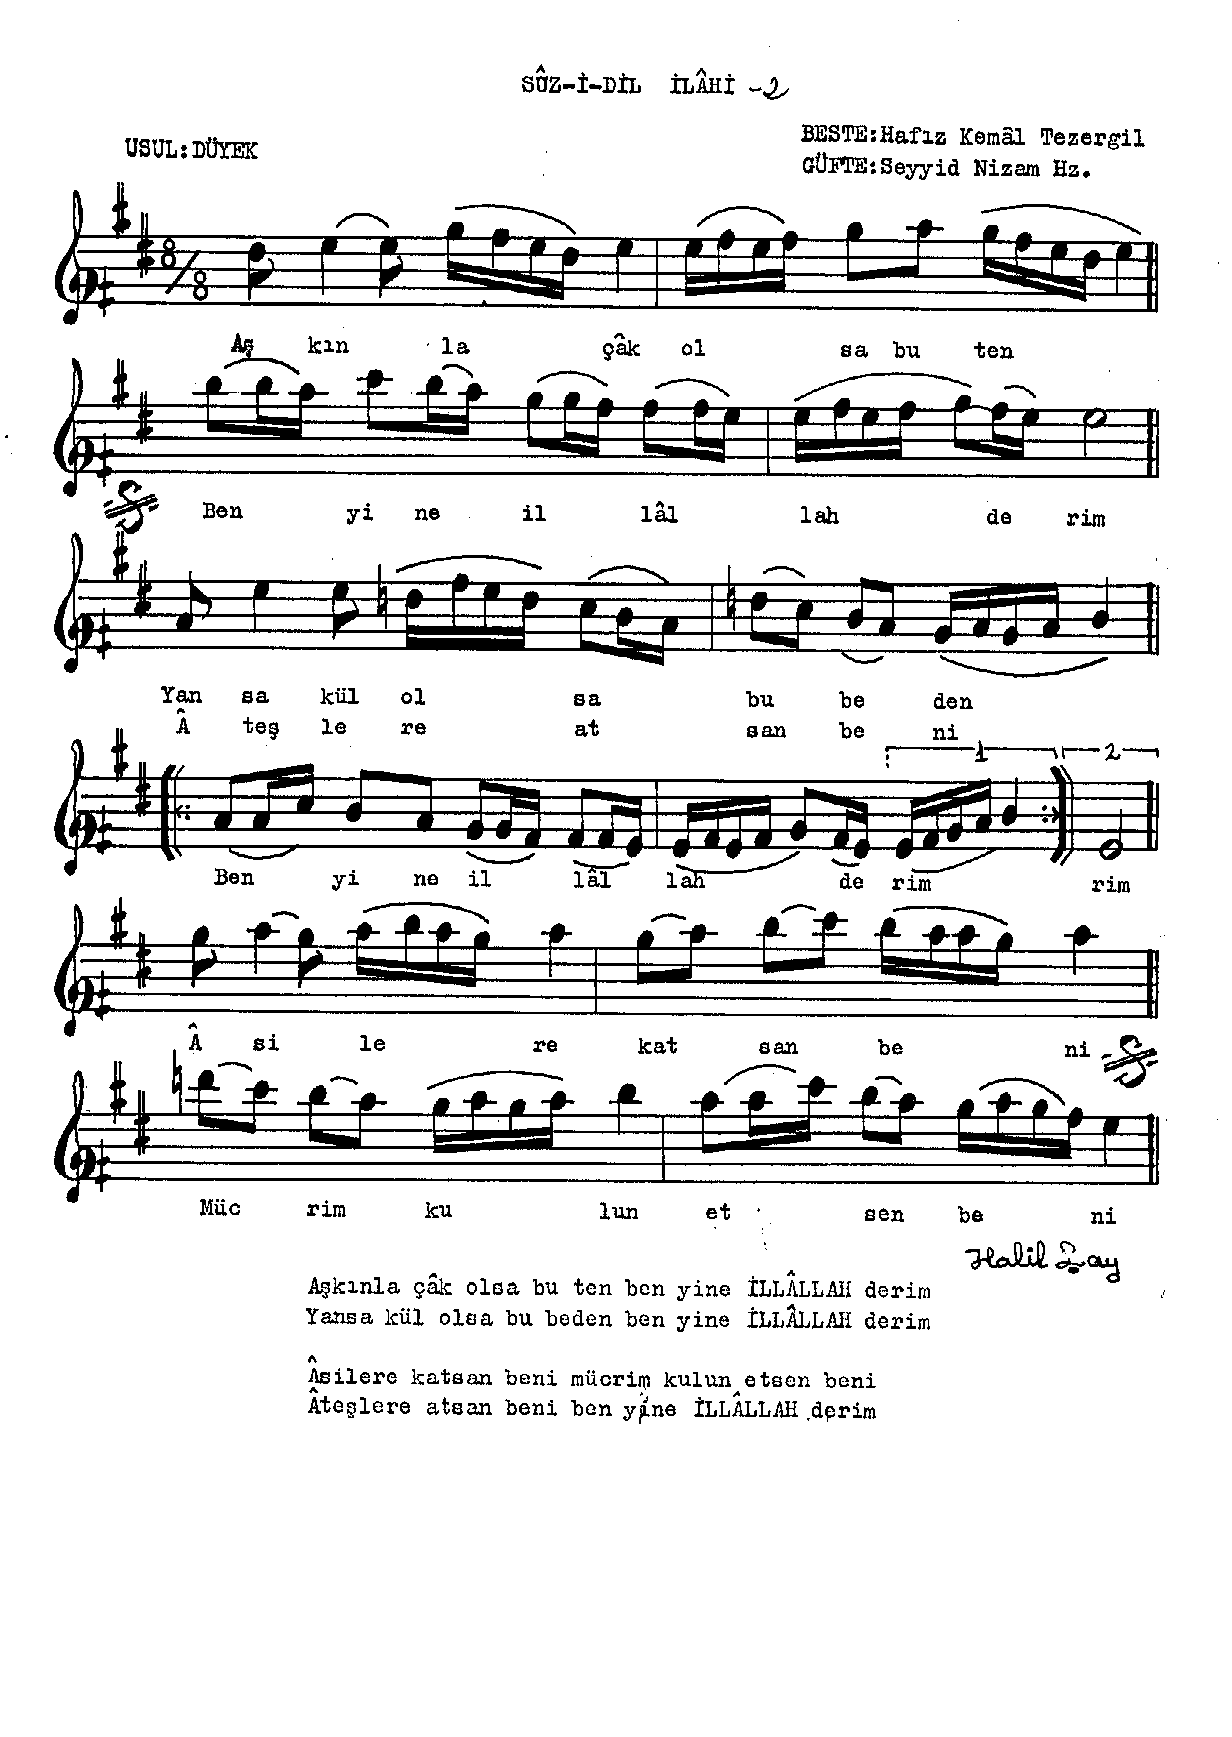 SÛZ-İ-DİL İLÂHİ -2
USUL:DÜYEK
BESTE:Hafız Kemâl Tezergil
GÜFTE:Seyyid Nizam Hz.
8/8
Aş kın la çâk ol sa bu ten
Ben yi ne il lâl lah de rim
Yan sa kül ol sa bu be den
Â teş le re at san be ni
1 2
Ben yi ne il lâl lah de rim rim
Â si le re kat san be ni
Müc rim ku lun et sen be ni
Halil Çay
Aşkınla çâk olsa bu ten ben yine İLLÂLLAH derim
Yansa kül olsa bu beden ben yine İLLÂLLAH derim
Âsilere katsan beni mücrim kulun etsen beni
Âteşlere atsan beni ben yine İLLÂLLAH derim